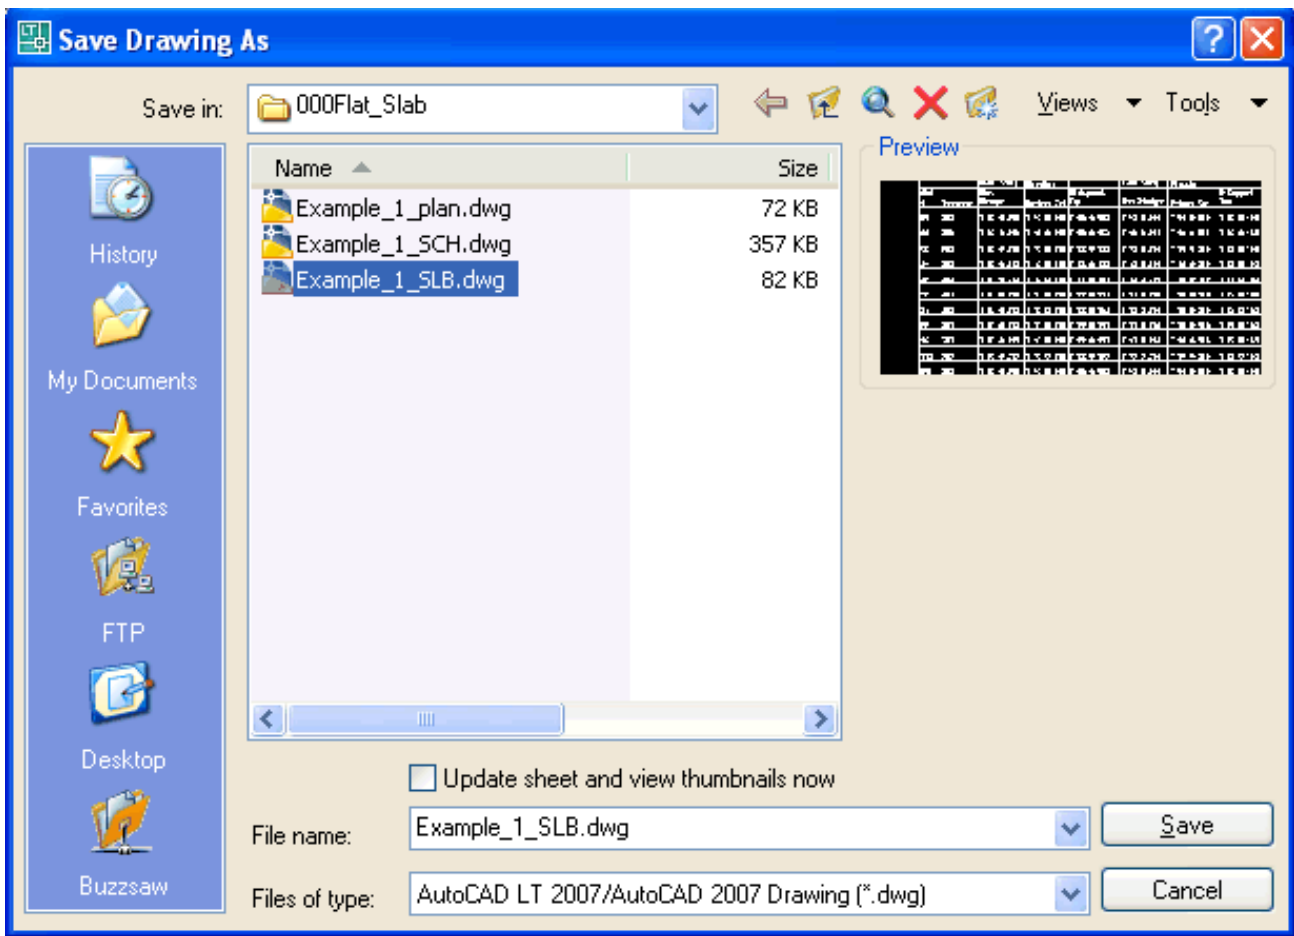 Save Drawing As
Save in: 000Flat_Slab Views Tools
Name Size
Example_1_plan.dwg 72 KB
Example_1_SCH.dwg 357 KB
Example_1_SLB.dwg 82 KB
Preview
History
My Documents
Favorites
FTP
Desktop
Buzzsaw
Update sheet and view thumbnails now
File name: Example_1_SLB.dwg Save
Files of type: AutoCAD LT 2007/AutoCAD 2007 Drawing (*.dwg) Cancel